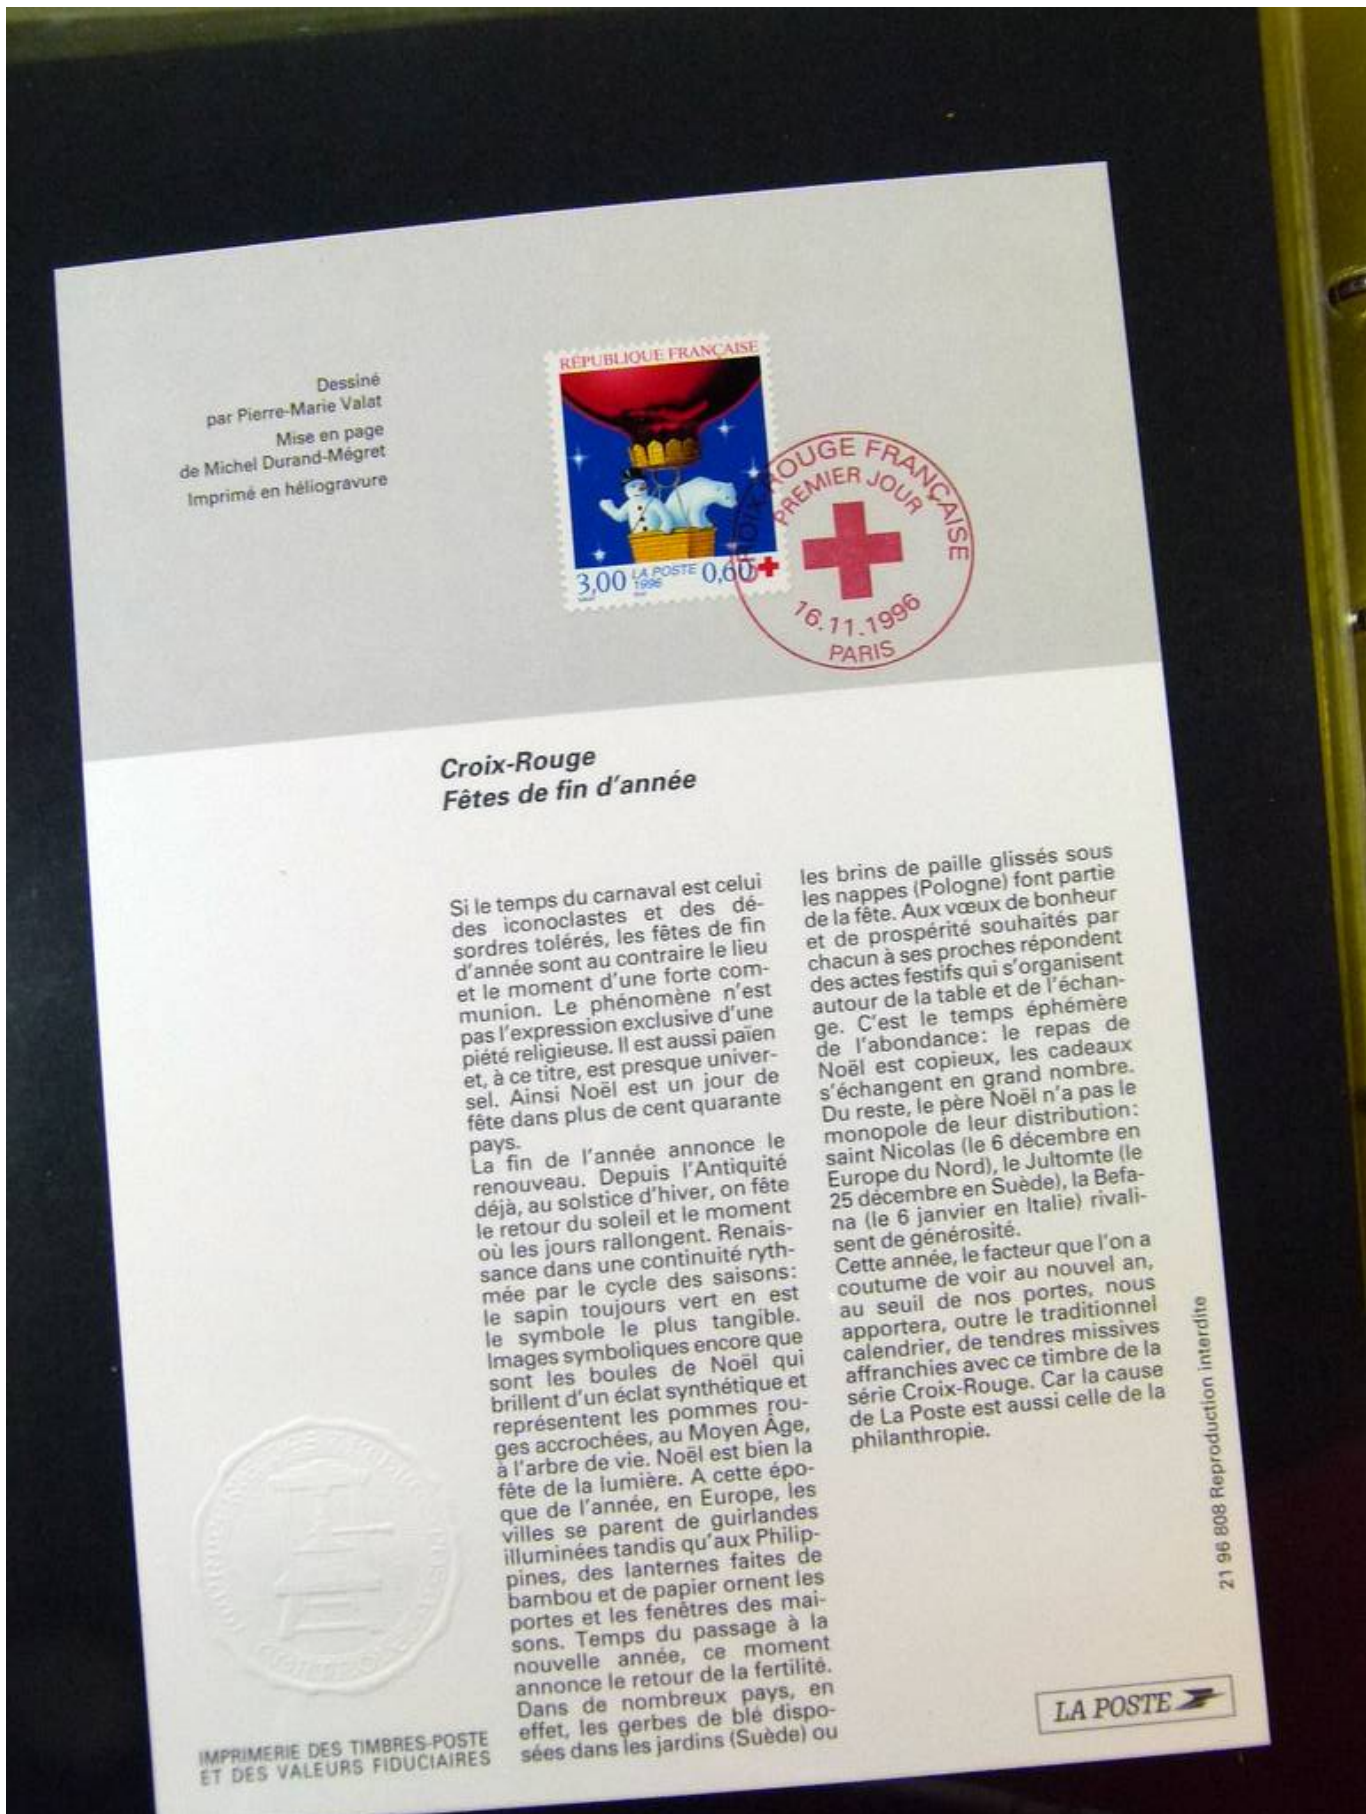 Dessiné
par Pierre-Marie Valat
Mise en page
de Michel Durand-Mégret
Imprimé en héliogravure
RÉPUBLIQUE FRANÇAISE
3,00 LA POSTE 1996 0,60
CROIX-ROUGE FRANÇAISE
PREMIER JOUR
16.11.1996
PARIS
Croix-Rouge
Fêtes de fin d'année
Si le temps du carnaval est celui
des iconoclastes et des dé-
sordres tolérés, les fêtes de fin
d'année sont au contraire le lieu
et le moment d'une forte com-
munion. Le phénomène n'est
pas l'expression exclusive d'une
piété religieuse. Il est aussi païen
et, à ce titre, est presque univer-
sel. Ainsi Noël est un jour de
fête dans plus de cent quarante
pays.
La fin de l'année annonce le
renouveau. Depuis l'Antiquité
déjà, au solstice d'hiver, on fête
le retour du soleil et le moment
où les jours rallongent. Renais-
sance dans une continuité ryth-
mée par le cycle des saisons:
le sapin toujours vert en est
le symbole le plus tangible.
Images symboliques encore que
sont les boules de Noël qui
brillent d'un éclat synthétique et
représentent les pommes rou-
ges accrochées, au Moyen Âge,
à l'arbre de vie. Noël est bien la
fête de la lumière. A cette épo-
que de l'année, en Europe, les
villes se parent de guirlandes
illuminées tandis qu'aux Philip-
pines, des lanternes faites de
bambou et de papier ornent les
portes et les fenêtres des mai-
sons. Temps du passage à la
nouvelle année, ce moment
annonce le retour de la fertilité.
Dans de nombreux pays, en
effet, les gerbes de blé dispo-
sées dans les jardins (Suède) ou
les brins de paille glissés sous
les nappes (Pologne) font partie
de la fête. Aux vœux de bonheur
et de prospérité souhaités par
chacun à ses proches répondent
des actes festifs qui s'organisent
autour de la table et de l'échan-
ge. C'est le temps éphémère
de l'abondance: le repas de
Noël est copieux, les cadeaux
s'échangent en grand nombre.
Du reste, le père Noël n'a pas le
monopole de leur distribution:
saint Nicolas (le 6 décembre en
Europe du Nord), le Jultomte (le
25 décembre en Suède), la Befa-
na (le 6 janvier en Italie) rivali-
sent de générosité.
Cette année, le facteur que l'on a
coutume de voir au nouvel an,
au seuil de nos portes, nous
apportera, outre le traditionnel
calendrier, de tendres missives
affranchies avec ce timbre de la
série Croix-Rouge. Car la cause
de La Poste est aussi celle de la
philanthropie.
21 96 808 Reproduction interdite
IMPRIMERIE DES TIMBRES-POSTE
ET DES VALEURS FIDUCIAIRES
LA POSTE